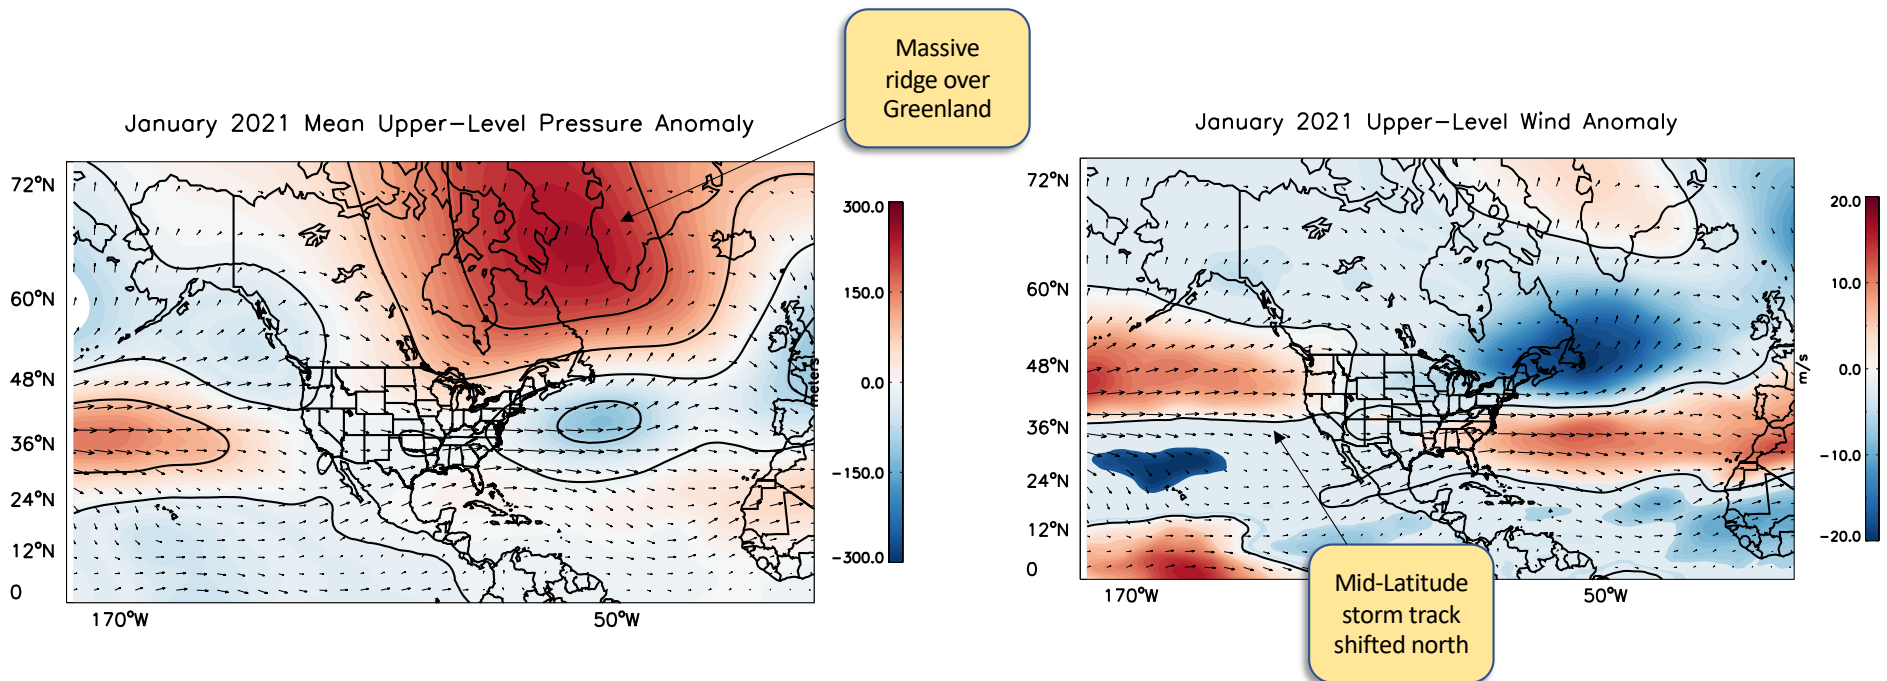 Massive
ridge over
Greenland
January 2021 Mean Upper-Level Pressure Anomaly
72°N
60°N
48°N
36°N
24°N
12°N
0
170°W
50°W
300.0
150.0
0.0
-150.0
-300.0
meters
January 2021 Upper-Level Wind Anomaly
72°N
60°N
48°N
36°N
24°N
12°N
0
170°W
50°W
20.0
10.0
0.0
-10.0
-20.0
m/s
Mid-Latitude
storm track
shifted north